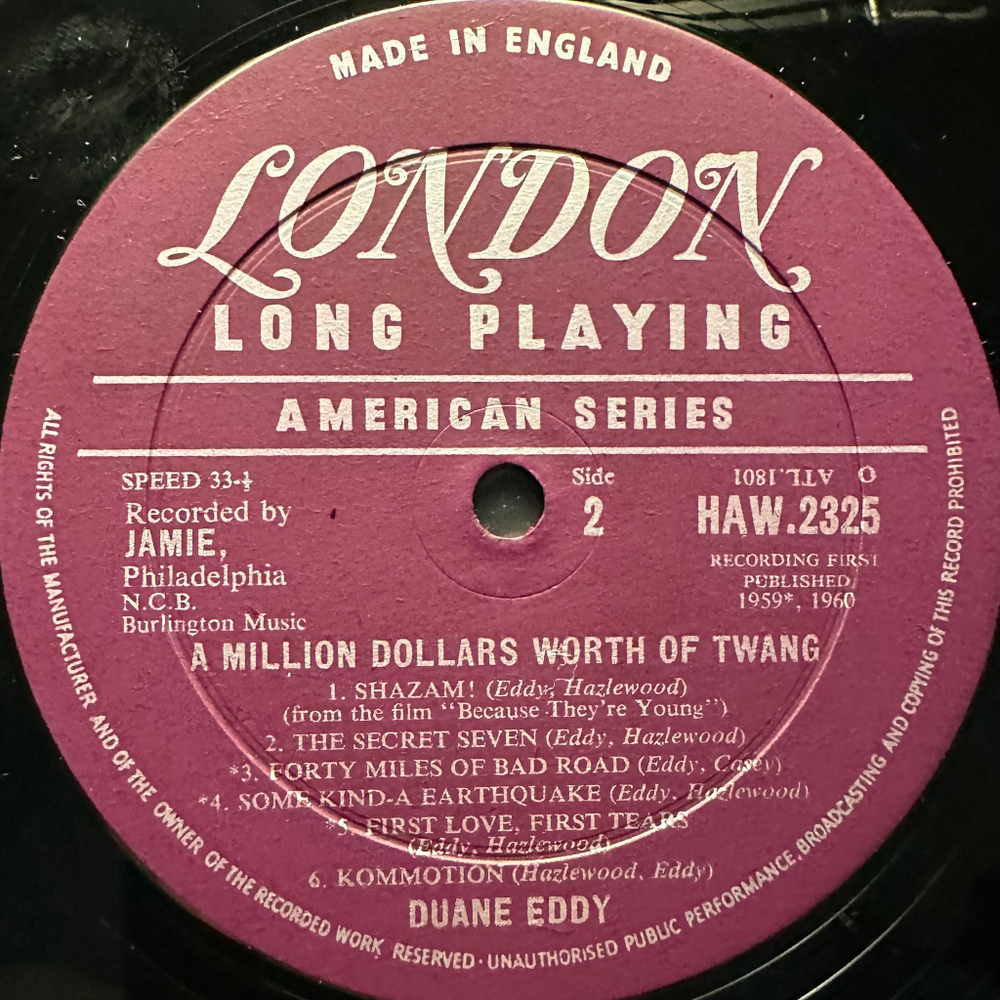 MADE IN ENGLAND
LONDON
LONG PLAYING
AMERICAN SERIES
SPEED 33-⅓
Recorded by
JAMIE,
Philadelphia
N.C.B.
Burlington Music
Side
2
O ATL.1801
HAW.2325
RECORDING FIRST
PUBLISHED
1959*, 1960
A MILLION DOLLARS WORTH OF TWANG
1. SHAZAM! (Eddy, Hazlewood)
(from the film “Because They're Young”)
2. THE SECRET SEVEN (Eddy, Hazlewood)
*3. FORTY MILES OF BAD ROAD (Eddy, Casey)
*4. SOME KIND-A EARTHQUAKE (Eddy, Hazlewood)
*5. FIRST LOVE, FIRST TEARS
(Eddy, Hazlewood)
6. KOMMOTION (Hazlewood, Eddy)
DUANE EDDY
ALL RIGHTS OF THE MANUFACTURER AND OF THE OWNER OF THE RECORDED WORK RESERVED · UNAUTHORISED PUBLIC PERFORMANCE, BROADCASTING AND COPYING OF THIS RECORD PROHIBITED